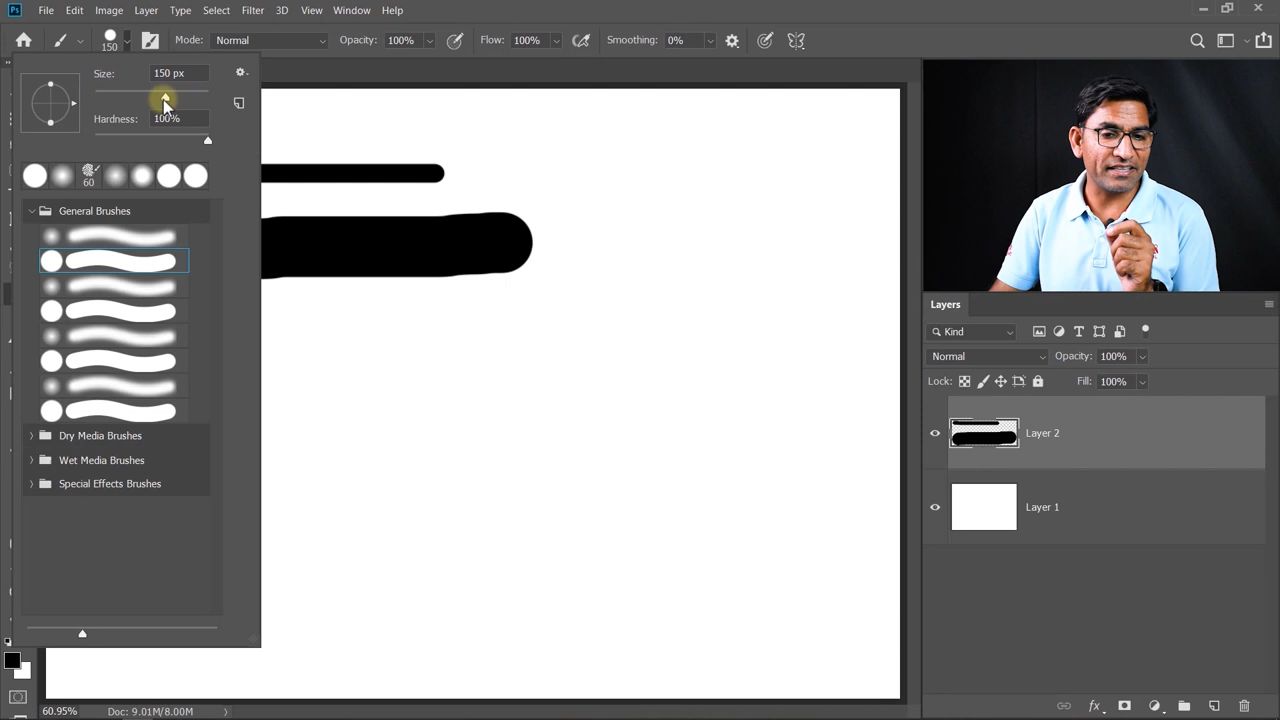 Ps File Edit Image Layer Type Select Filter 3D View Window Help
150 Mode: Normal Opacity: 100% Flow: 100% Smoothing: 0%
Size: 150 px
Hardness: 100%
60
General Brushes
Dry Media Brushes
Wet Media Brushes
Special Effects Brushes
60.95% Doc: 9.01M/8.00M
Layers
Kind
Normal Opacity: 100%
Lock: Fill: 100%
Layer 2
Layer 1
fx